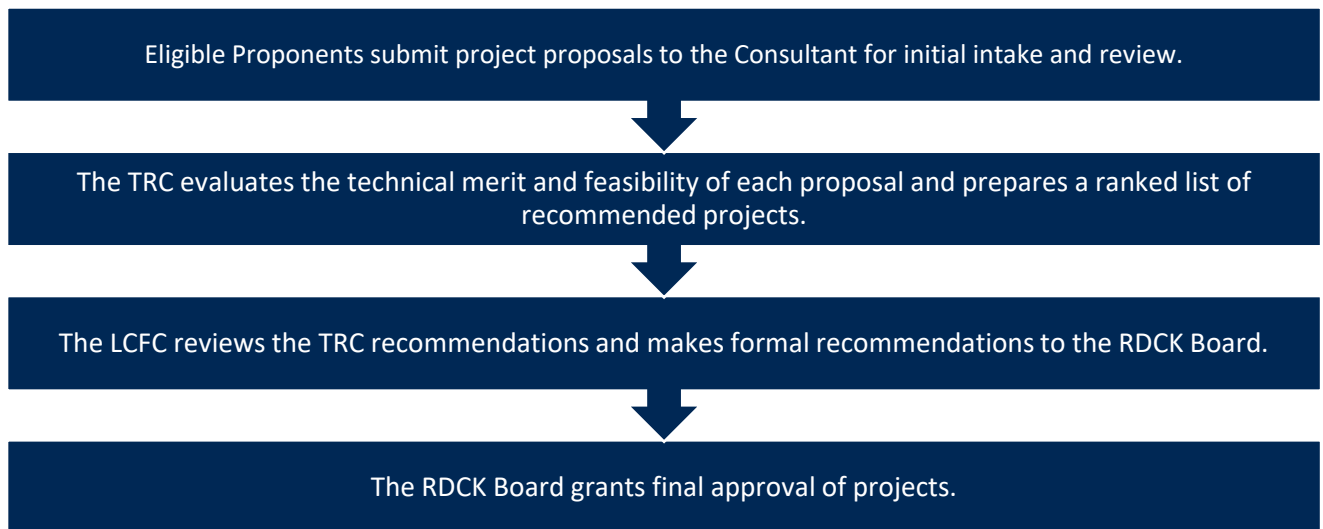 Eligible Proponents submit project proposals to the Consultant for initial intake and review.
The TRC evaluates the technical merit and feasibility of each proposal and prepares a ranked list of
recommended projects.
The LCFC reviews the TRC recommendations and makes formal recommendations to the RDCK Board.
The RDCK Board grants final approval of projects.